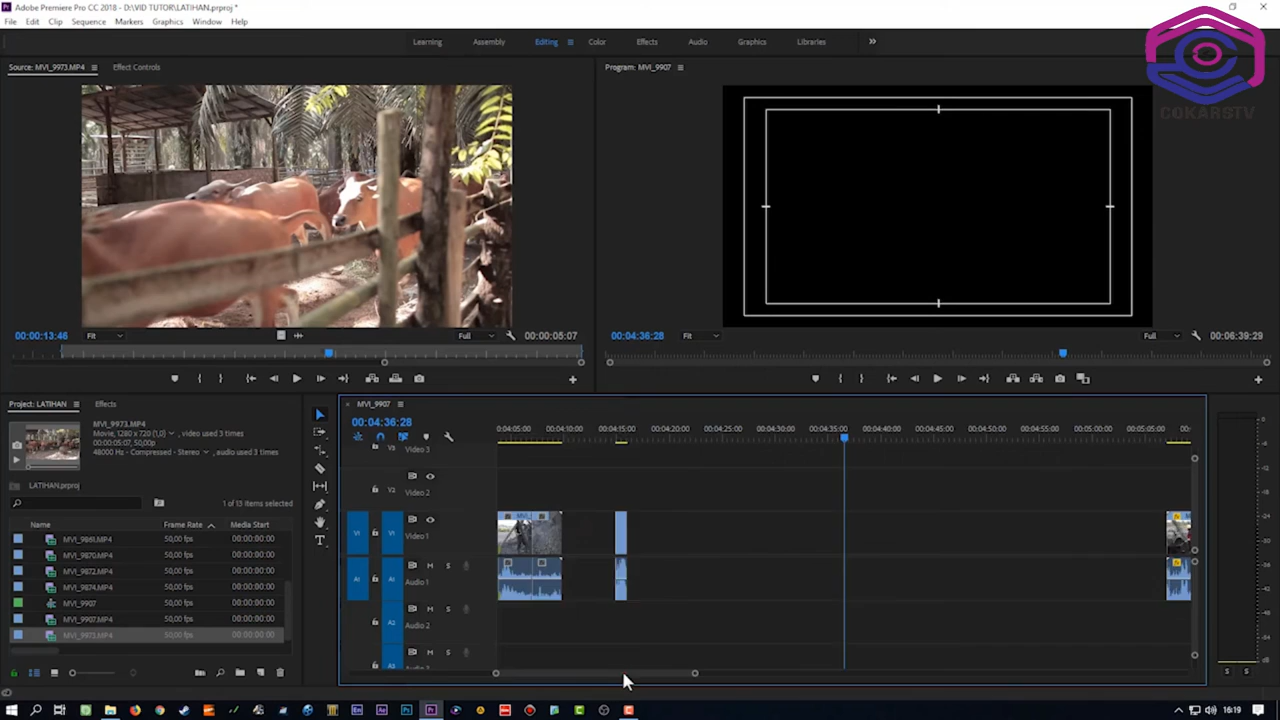 Adobe Premiere Pro CC 2018 - D:\VID TUTOR\LATIHAN.prproj *
File Edit Clip Sequence Markers Graphics Window Help
Learning Assembly Editing Color Effects Audio Graphics Libraries
COKARSTV
Source: MVI_9973.MP4 Effect Controls
Program: MVI_9907
00:00:13:46 Fit Full 00:00:05:07
00:04:36:28 Fit Full 00:06:39:29
Project: LATIHAN Effects
MVI_9973.MP4
Movie, 1280 x 720 (1,0) , video used 3 times
00:00:05:07, 50,00p
48000 Hz - Compressed - Stereo , audio used 3 times
LATIHAN.prproj
1 of 13 items selected
Name Frame Rate Media Start
MVI_9861.MP4 50,00 fps 00:00:00:00
MVI_9870.MP4 50,00 fps 00:00:00:00
MVI_9872.MP4 50,00 fps 00:00:00:00
MVI_9874.MP4 50,00 fps 00:00:00:00
MVI_9907 50,00 fps 00:00:00:00
MVI_9907.MP4 50,00 fps 00:00:00:00
MVI_9973.MP4 50,00 fps 00:00:00:00
MVI_9907
00:04:36:28
00:04:05:00 00:04:10:00 00:04:15:00 00:04:20:00 00:04:25:00 00:04:30:00 00:04:35:00 00:04:40:00 00:04:45:00 00:04:50:00 00:04:55:00 00:05:00:00 00:05:05:00
V3 Video 3
V2 Video 2
V1 V1 Video 1
A1 A1 M S Audio 1
A2 M S Audio 2
A3 M S Audio 3
S S
16:19